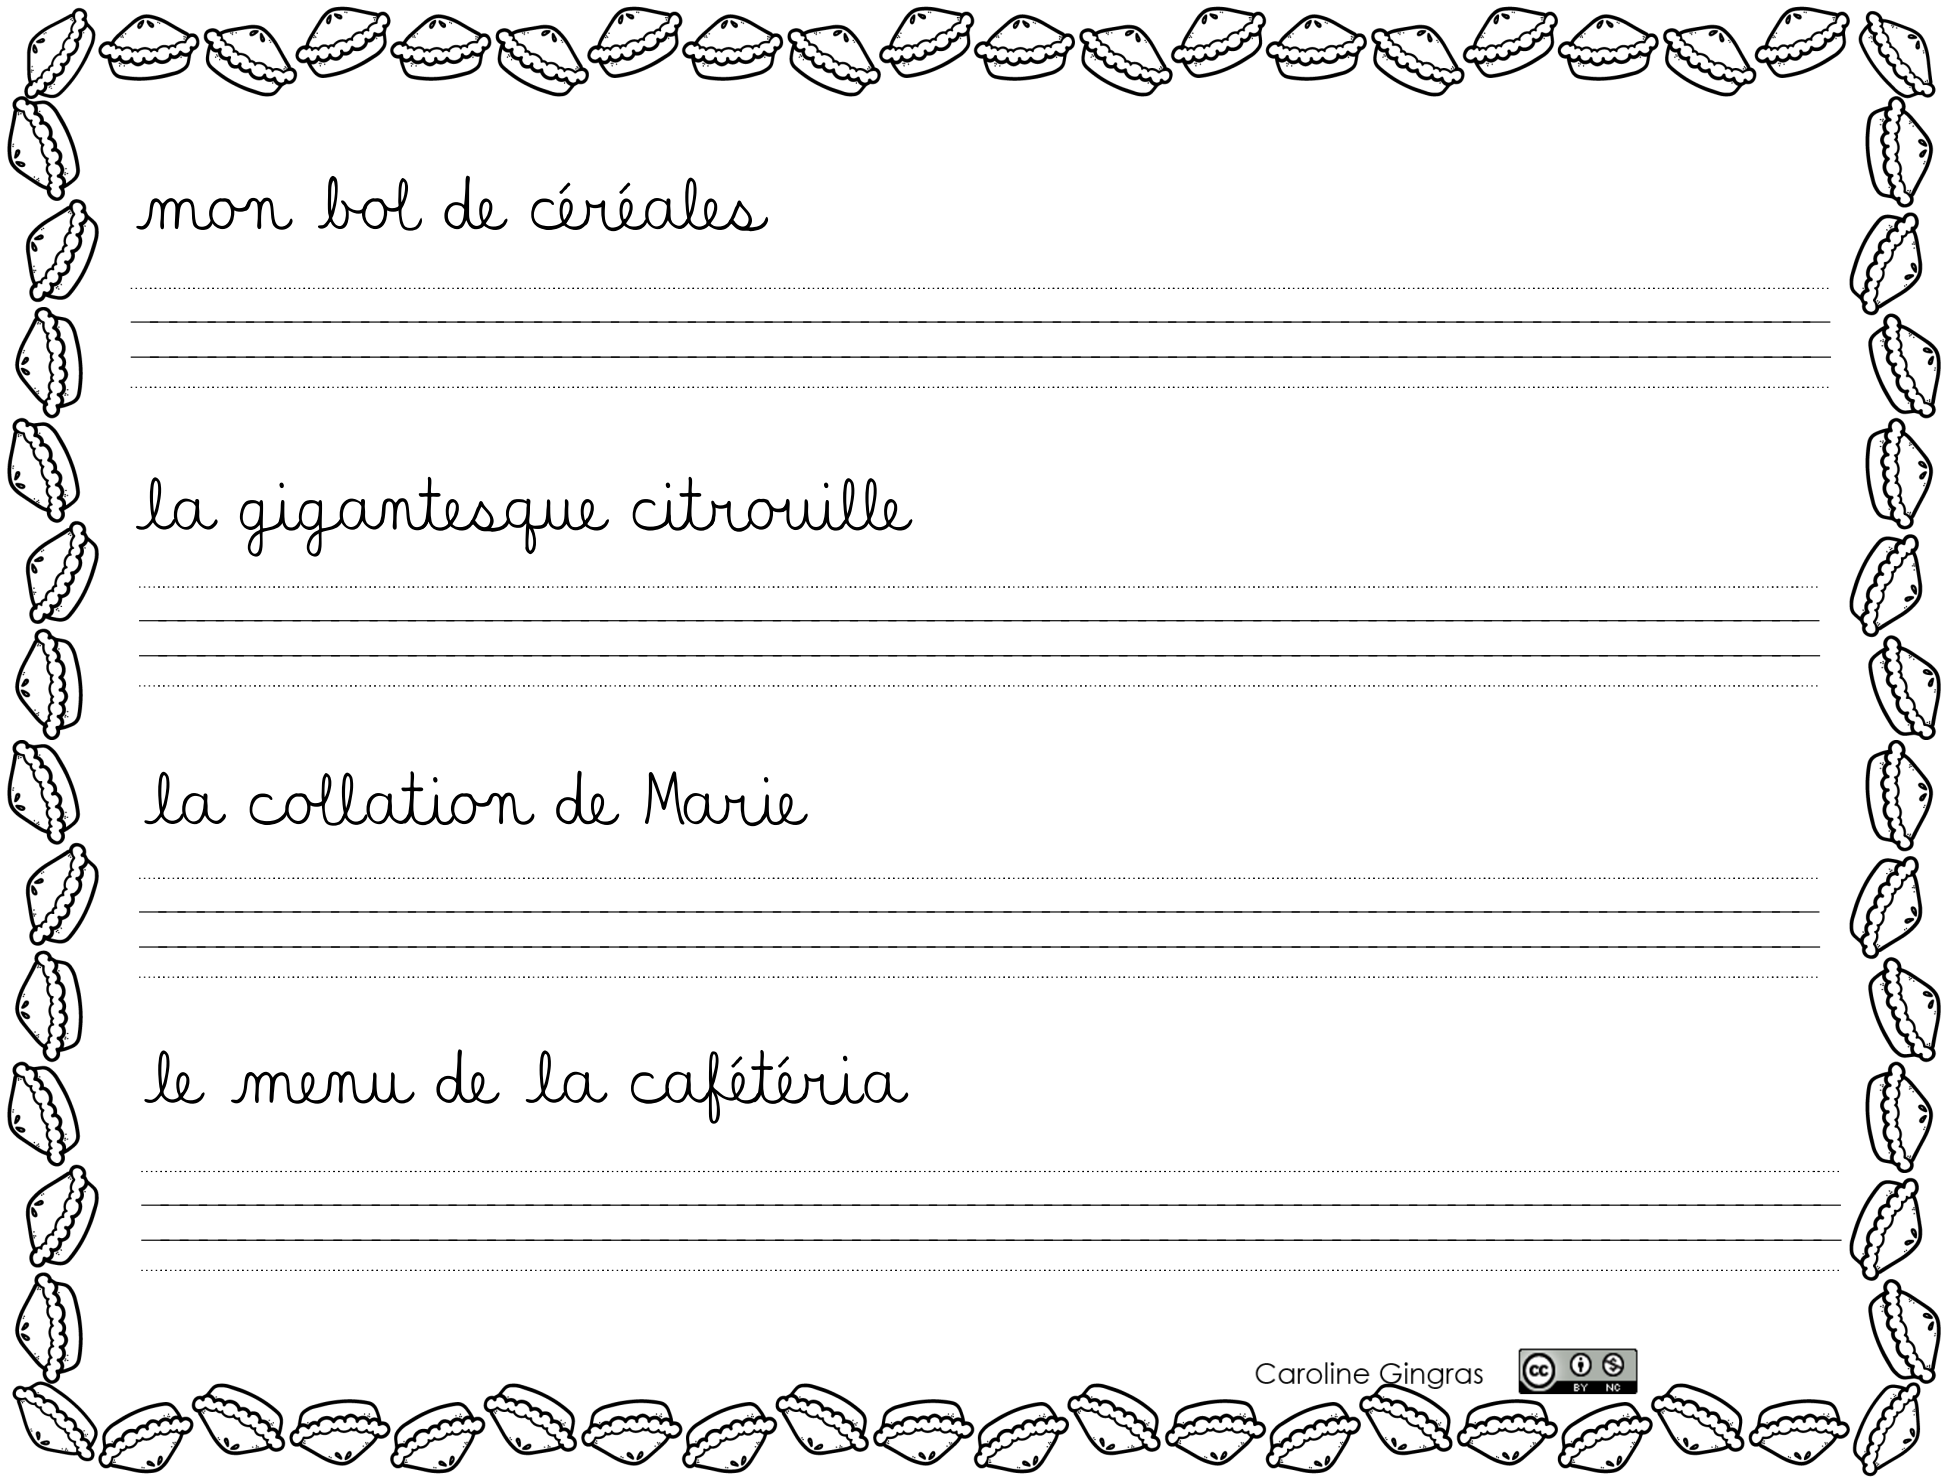 mon bol de céréales
la gigantesque citrouille
la collation de Marie
le menu de la cafétéria
Caroline Gingras
cc BY NC